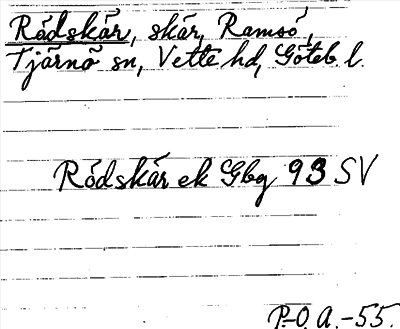 Rödskär, skär, Ramsö,
Tjärnö sn, Vette hd, Göteb. l.
Rödskär ek Gbg 93 SV
P.-O. A. -55.